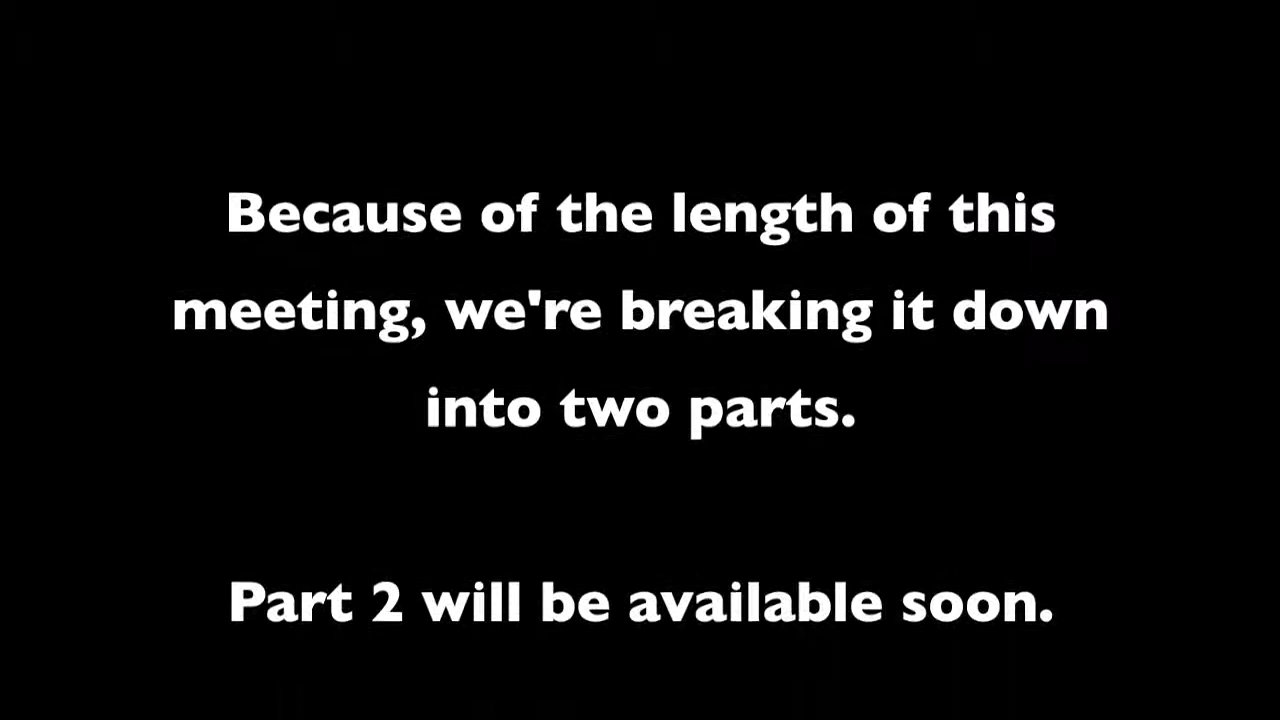 Because of the length of this
meeting, we're breaking it down
into two parts.
Part 2 will be available soon.